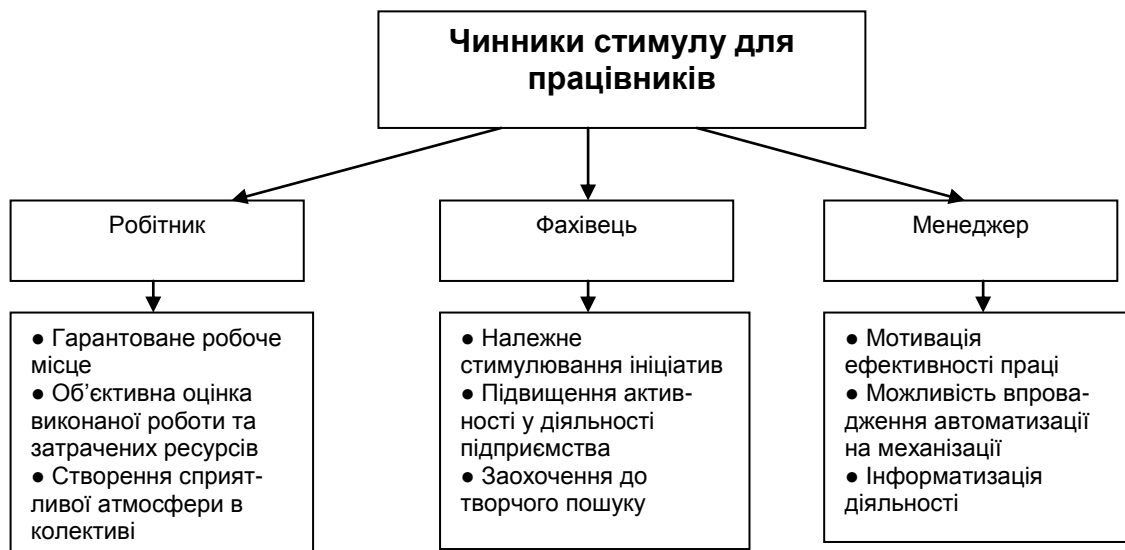 Чинники стимулу для
працівників
Робітник
Фахівець
Менеджер
● Гарантоване робоче
місце
● Об’єктивна оцінка
виконаної роботи та
затрачених ресурсів
● Створення сприят-
ливої атмосфери в
колективі
● Належне
стимулювання ініціатив
● Підвищення актив-
ності у діяльності
підприємства
● Заохочення до
творчого пошуку
● Мотивація
ефективності праці
● Можливість впрова-
дження автоматизації
на механізації
● Інформатизація
діяльності